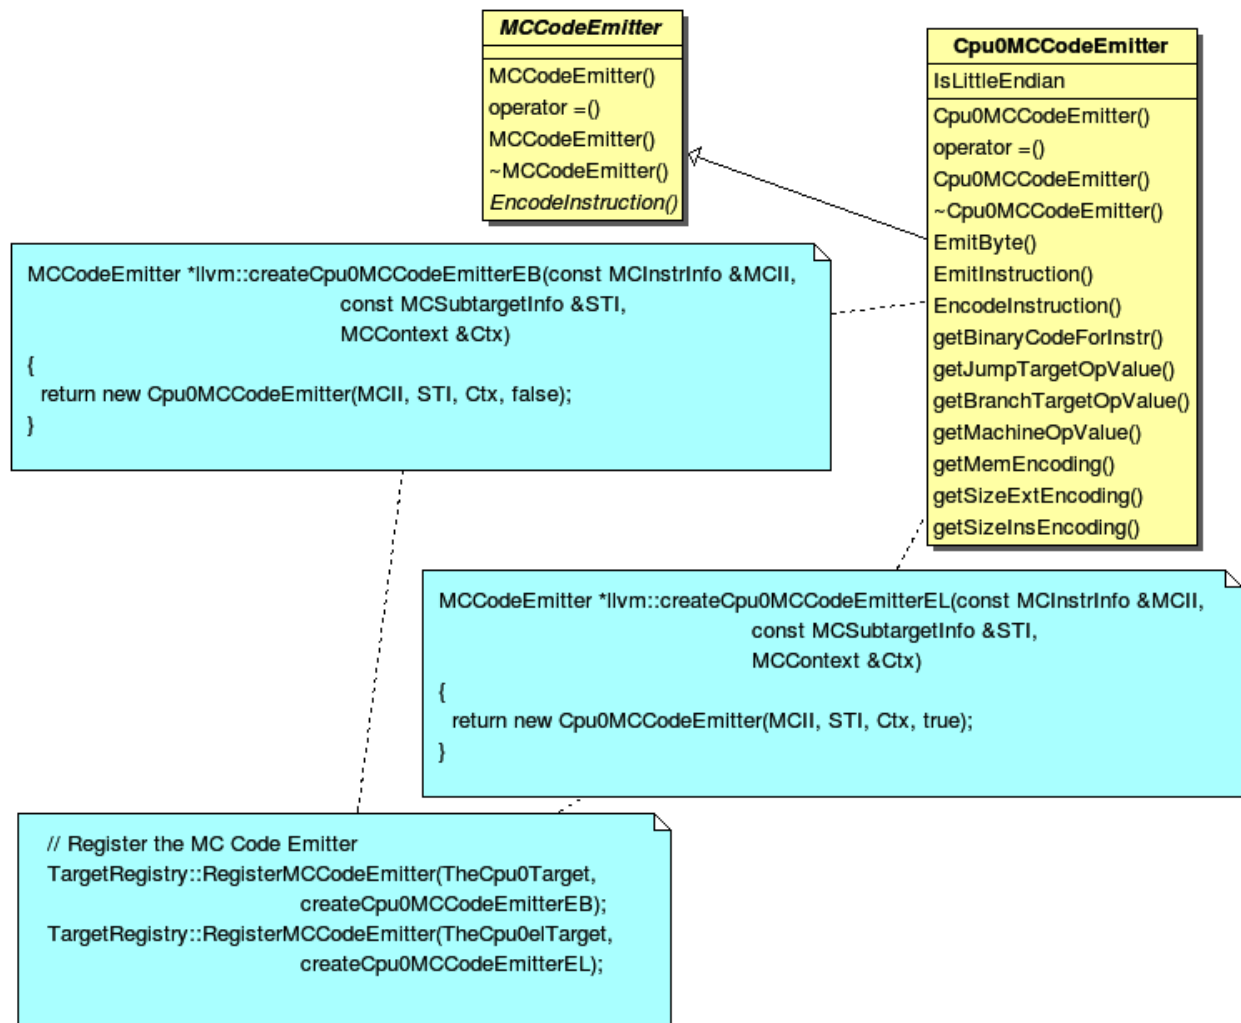 MCCodeEmitter
MCCodeEmitter()
operator =()
MCCodeEmitter()
~MCCodeEmitter()
EncodeInstruction()
Cpu0MCCodeEmitter
IsLittleEndian
Cpu0MCCodeEmitter()
operator =()
Cpu0MCCodeEmitter()
~Cpu0MCCodeEmitter()
EmitByte()
EmitInstruction()
EncodeInstruction()
getBinaryCodeForInstr()
getJumpTargetOpValue()
getBranchTargetOpValue()
getMachineOpValue()
getMemEncoding()
getSizeExtEncoding()
getSizeInsEncoding()
MCCodeEmitter *llvm::createCpu0MCCodeEmitterEB(const MCInstrInfo &MCII,
const MCSubtargetInfo &STI,
MCContext &Ctx)
{
return new Cpu0MCCodeEmitter(MCII, STI, Ctx, false);
}
MCCodeEmitter *llvm::createCpu0MCCodeEmitterEL(const MCInstrInfo &MCII,
const MCSubtargetInfo &STI,
MCContext &Ctx)
{
return new Cpu0MCCodeEmitter(MCII, STI, Ctx, true);
}
// Register the MC Code Emitter
TargetRegistry::RegisterMCCodeEmitter(TheCpu0Target,
createCpu0MCCodeEmitterEB);
TargetRegistry::RegisterMCCodeEmitter(TheCpu0elTarget,
createCpu0MCCodeEmitterEL);